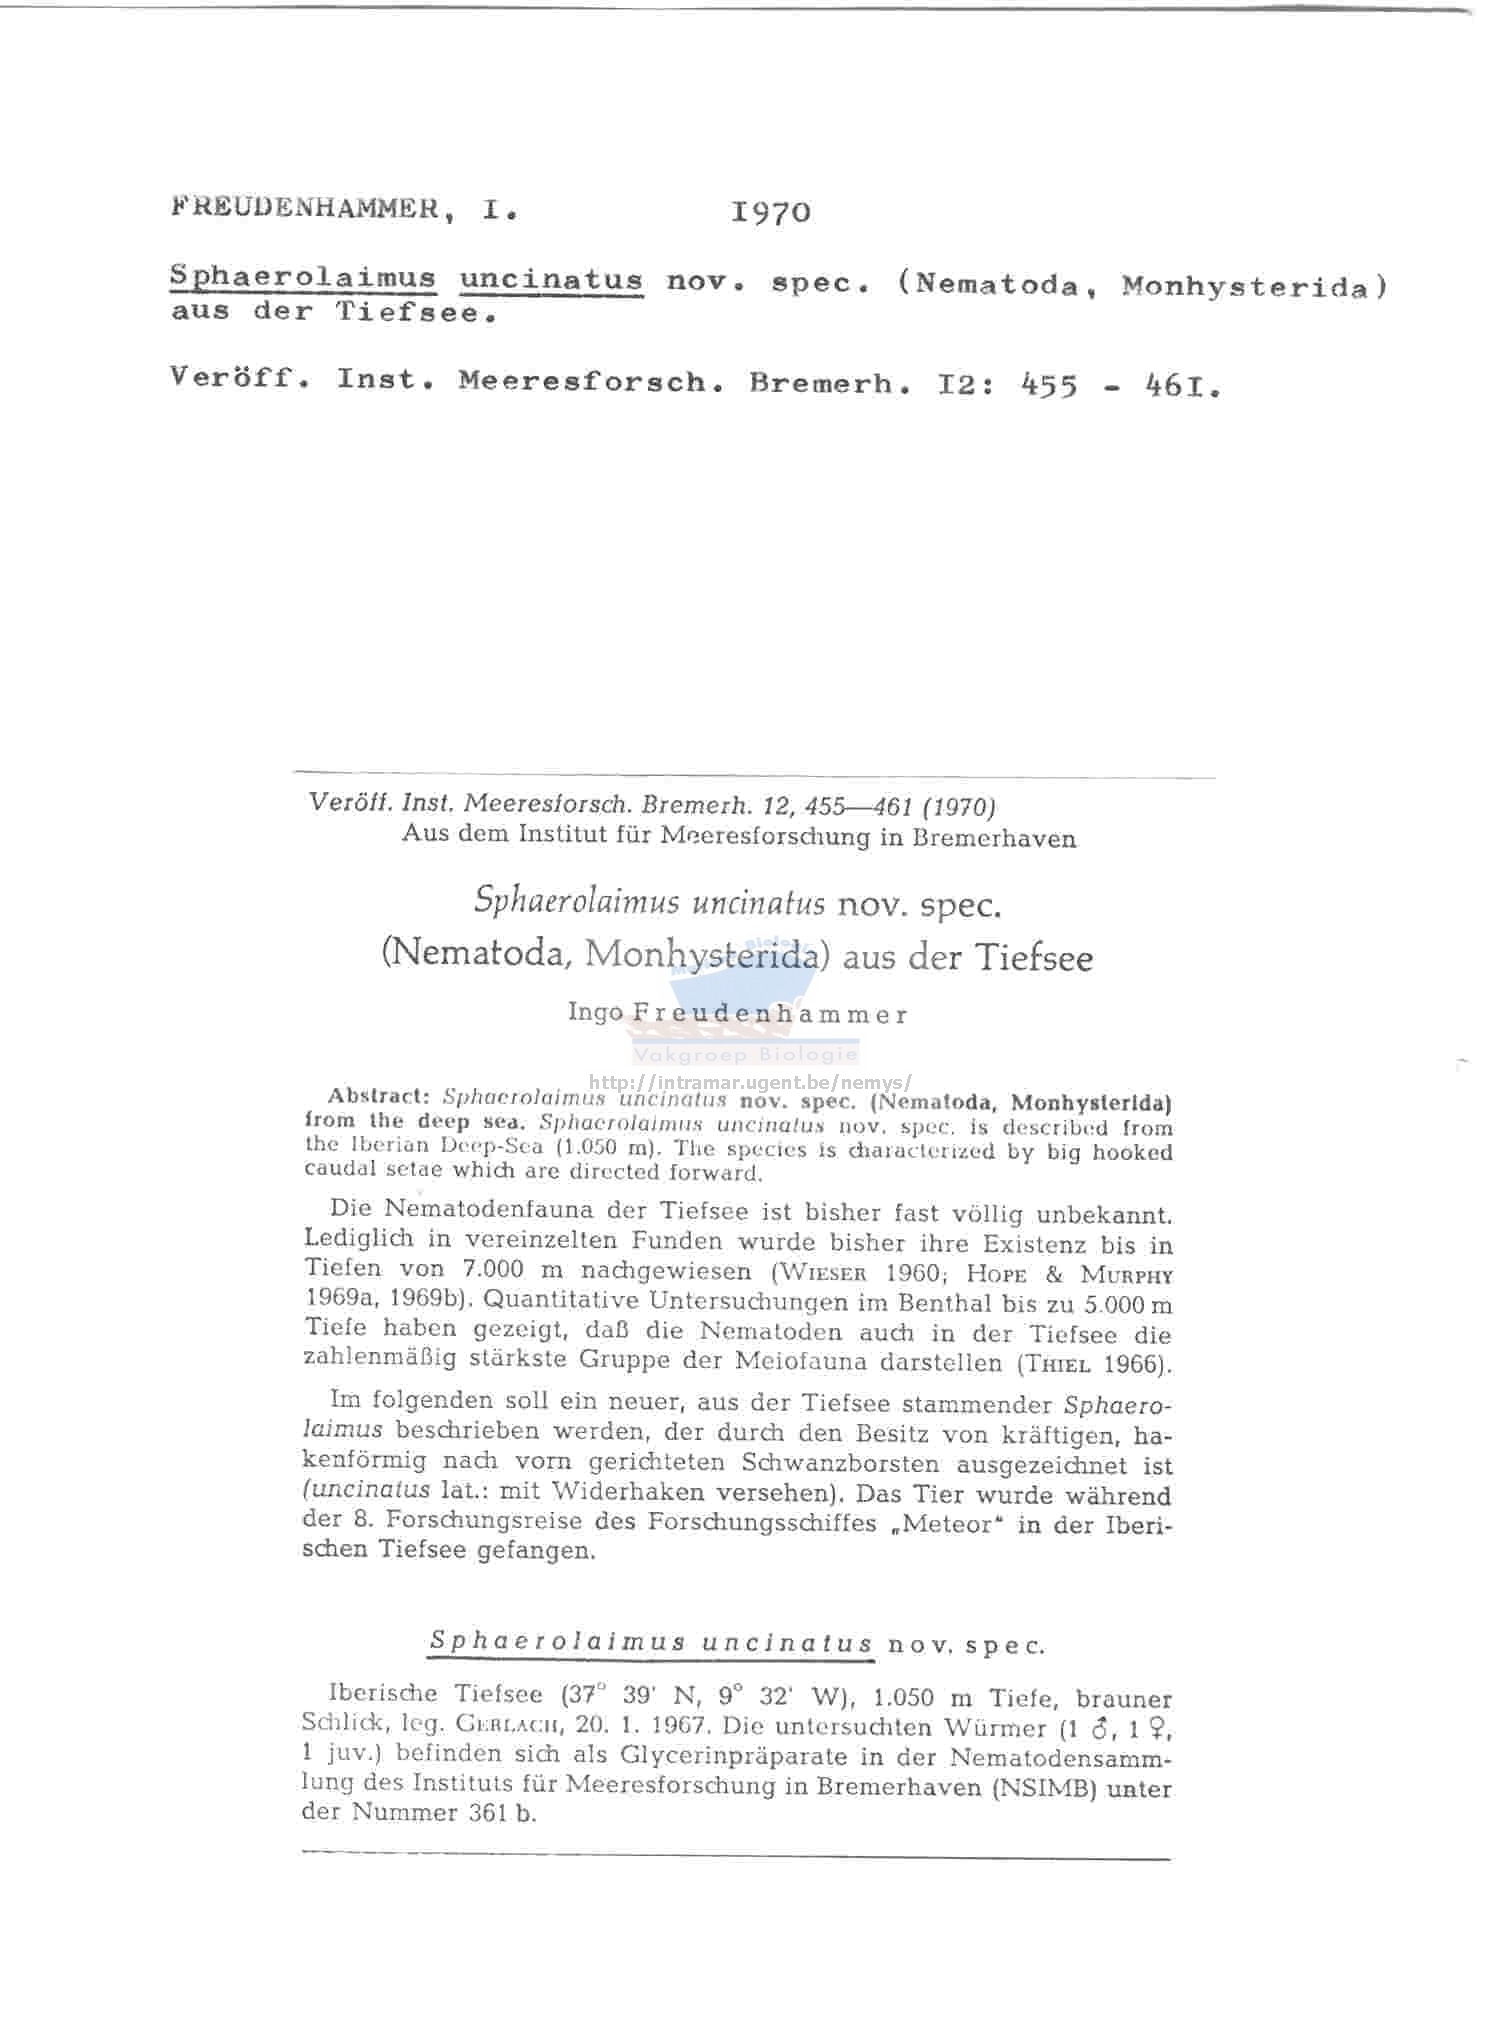 FREUDENHAMMER, I. 1970
Sphaerolaimus uncinatus nov. spec. (Nematoda, Monhysterida)
aus der Tiefsee.
Veröff. Inst. Meeresforsch. Bremerh. I2: 455 - 46I.
Veröff. Inst. Meeresforsch. Bremerh. 12, 455—461 (1970)
Aus dem Institut für Meeresforschung in Bremerhaven
Sphaerolaimus uncinatus nov. spec.
(Nematoda, Monhysterida) aus der Tiefsee
Biology
Ingo Freudenhammer
Vakgroep Biologie
http://intramar.ugent.be/nemys/
Abstract: Sphaerolaimus uncinatus nov. spec. (Nematoda, Monhysterida)
from the deep sea. Sphaerolaimus uncinatus nov. spec. is described from
the Iberian Deep-Sea (1.050 m). The species is characterized by big hooked
caudal setae which are directed forward.
Die Nematodenfauna der Tiefsee ist bisher fast völlig unbekannt.
Lediglich in vereinzelten Funden wurde bisher ihre Existenz bis in
Tiefen von 7.000 m nachgewiesen (WIESER 1960; HOPE & MURPHY
1969a, 1969b). Quantitative Untersuchungen im Benthal bis zu 5.000 m
Tiefe haben gezeigt, daß die Nematoden auch in der Tiefsee die
zahlenmäßig stärkste Gruppe der Meiofauna darstellen (THIEL 1966).
Im folgenden soll ein neuer, aus der Tiefsee stammender Sphaero-
laimus beschrieben werden, der durch den Besitz von kräftigen, ha-
kenförmig nach vorn gerichteten Schwanzborsten ausgezeichnet ist
(uncinatus lat.: mit Widerhaken versehen). Das Tier wurde während
der 8. Forschungsreise des Forschungsschiffes „Meteor“ in der Iberi-
schen Tiefsee gefangen.
Sphaerolaimus uncinatus nov. spec.
Iberische Tiefsee (37° 39' N, 9° 32' W), 1.050 m Tiefe, brauner
Schlick, leg. GERLACH, 20. 1. 1967. Die untersuchten Würmer (1 ♂, 1 ♀,
1 juv.) befinden sich als Glycerinpräparate in der Nematodensamm-
lung des Instituts für Meeresforschung in Bremerhaven (NSIMB) unter
der Nummer 361 b.